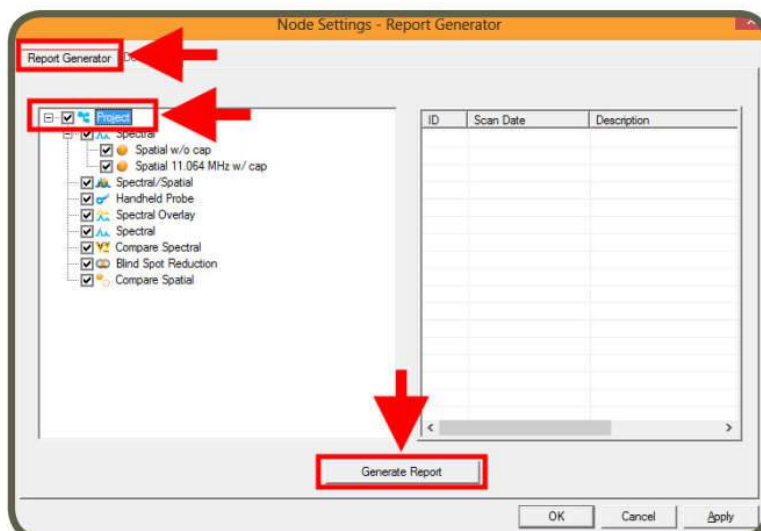 Node Settings - Report Generator
Report Generator
Project
Spectral
Spatial w/o cap
Spatial 11.064 MHz w/ cap
Spectral/Spatial
Handheld Probe
Spectral Overlay
Spectral
Compare Spectral
Blind Spot Reduction
Compare Spatial
ID Scan Date Description
Generate Report
OK Cancel Apply